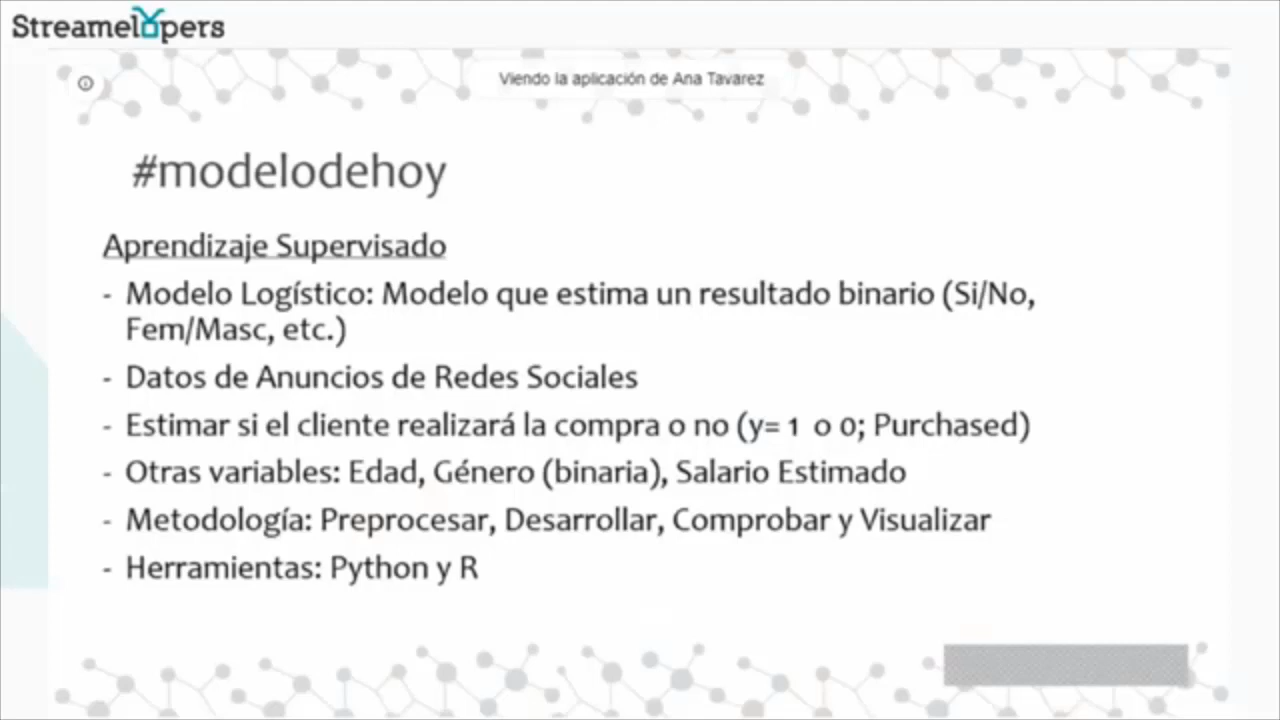 Streamelopers
Viendo la aplicación de Ana Tavarez
#modelodehoy
Aprendizaje Supervisado
- Modelo Logístico: Modelo que estima un resultado binario (Si/No,
Fem/Masc, etc.)
- Datos de Anuncios de Redes Sociales
- Estimar si el cliente realizará la compra o no (y= 1 o 0; Purchased)
- Otras variables: Edad, Género (binaria), Salario Estimado
- Metodología: Preprocesar, Desarrollar, Comprobar y Visualizar
- Herramientas: Python y R